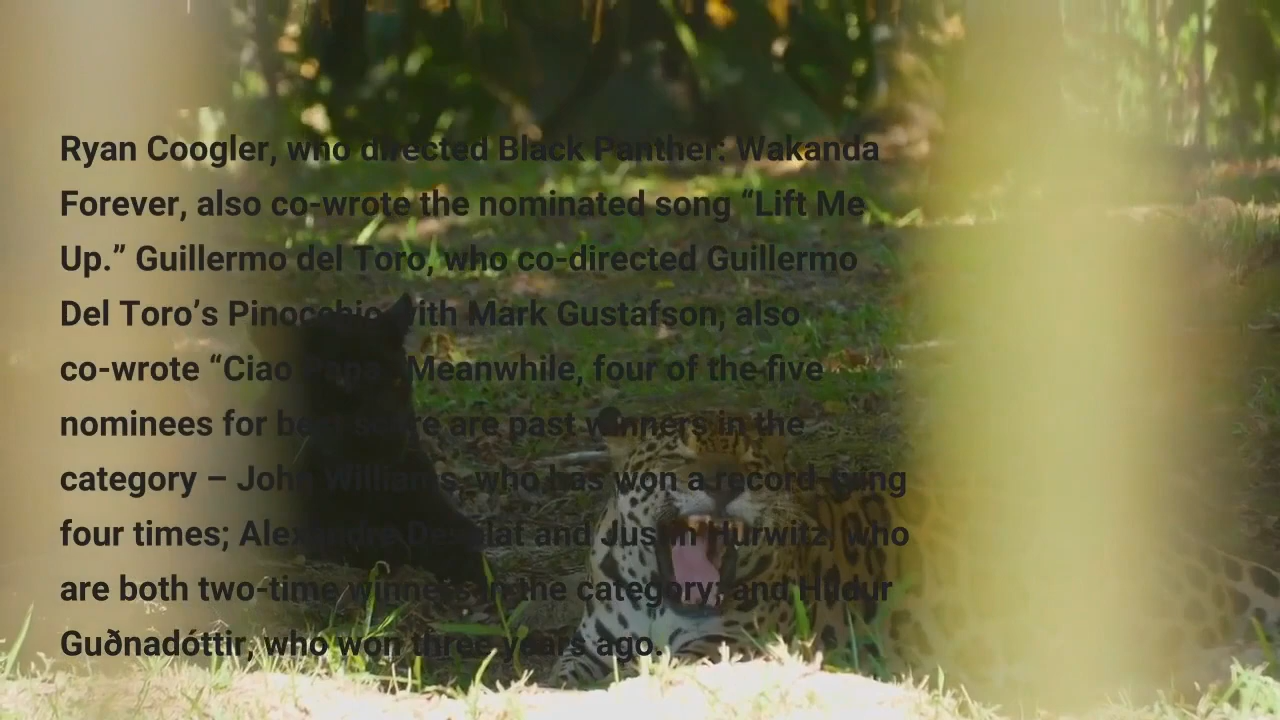 Ryan Coogler, who directed Black Panther: Wakanda
Forever, also co-wrote the nominated song “Lift Me
Up.” Guillermo del Toro, who co-directed Guillermo
Del Toro’s Pinocchio with Mark Gustafson, also
co-wrote “Ciao Papa.” Meanwhile, four of the five
nominees for best score are past winners in the
category – John Williams, who has won a record-tying
four times; Alexandre Desplat and Justin Hurwitz, who
are both two-time winners in the category; and Hildur
Guðnadóttir, who won three years ago.